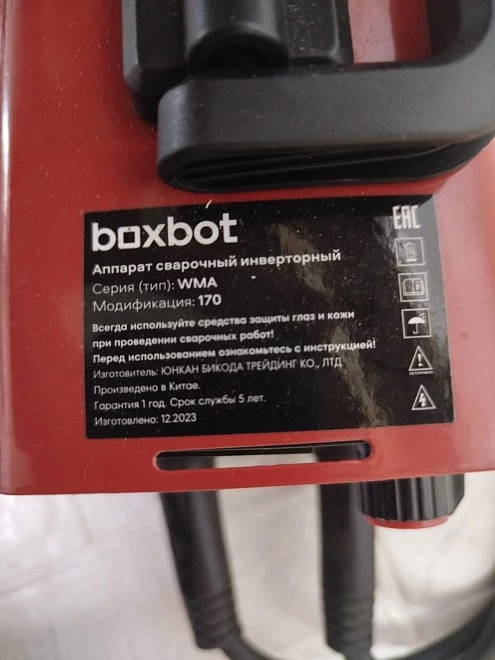 boxbot
EAC
Аппарат сварочный инверторный
Серия (тип): WMA
Модификация: 170
Всегда используйте средства защиты глаз и кожи
при проведении сварочных работ!
Перед использованием ознакомьтесь с инструкцией!
Изготовитель: ЮНКАН БИКОДА ТРЕЙДИНГ КО., ЛТД
Произведено в Китае.
Гарантия 1 год. Срок службы 5 лет.
Изготовлено: 12.2023